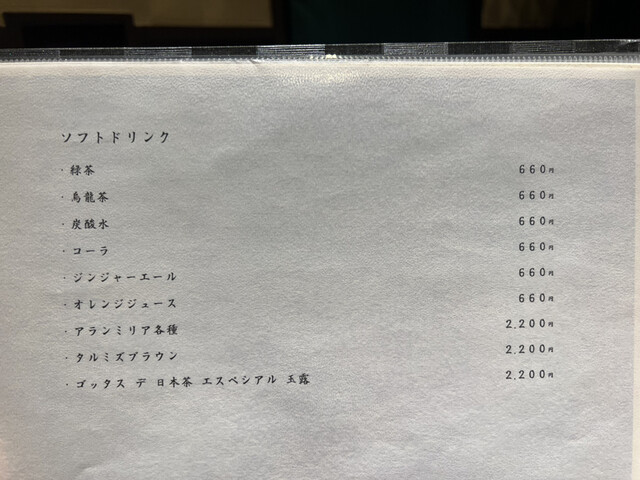 ソフトドリンク
・緑茶 660円
・烏龍茶 660円
・炭酸水 660円
・コーラ 660円
・ジンジャーエール 660円
・オレンジジュース 660円
・アランミリア各種 2,200円
・タルミズブラウン 2,200円
・ゴッタス デ 日本茶 エスペシアル 玉露 2,200円